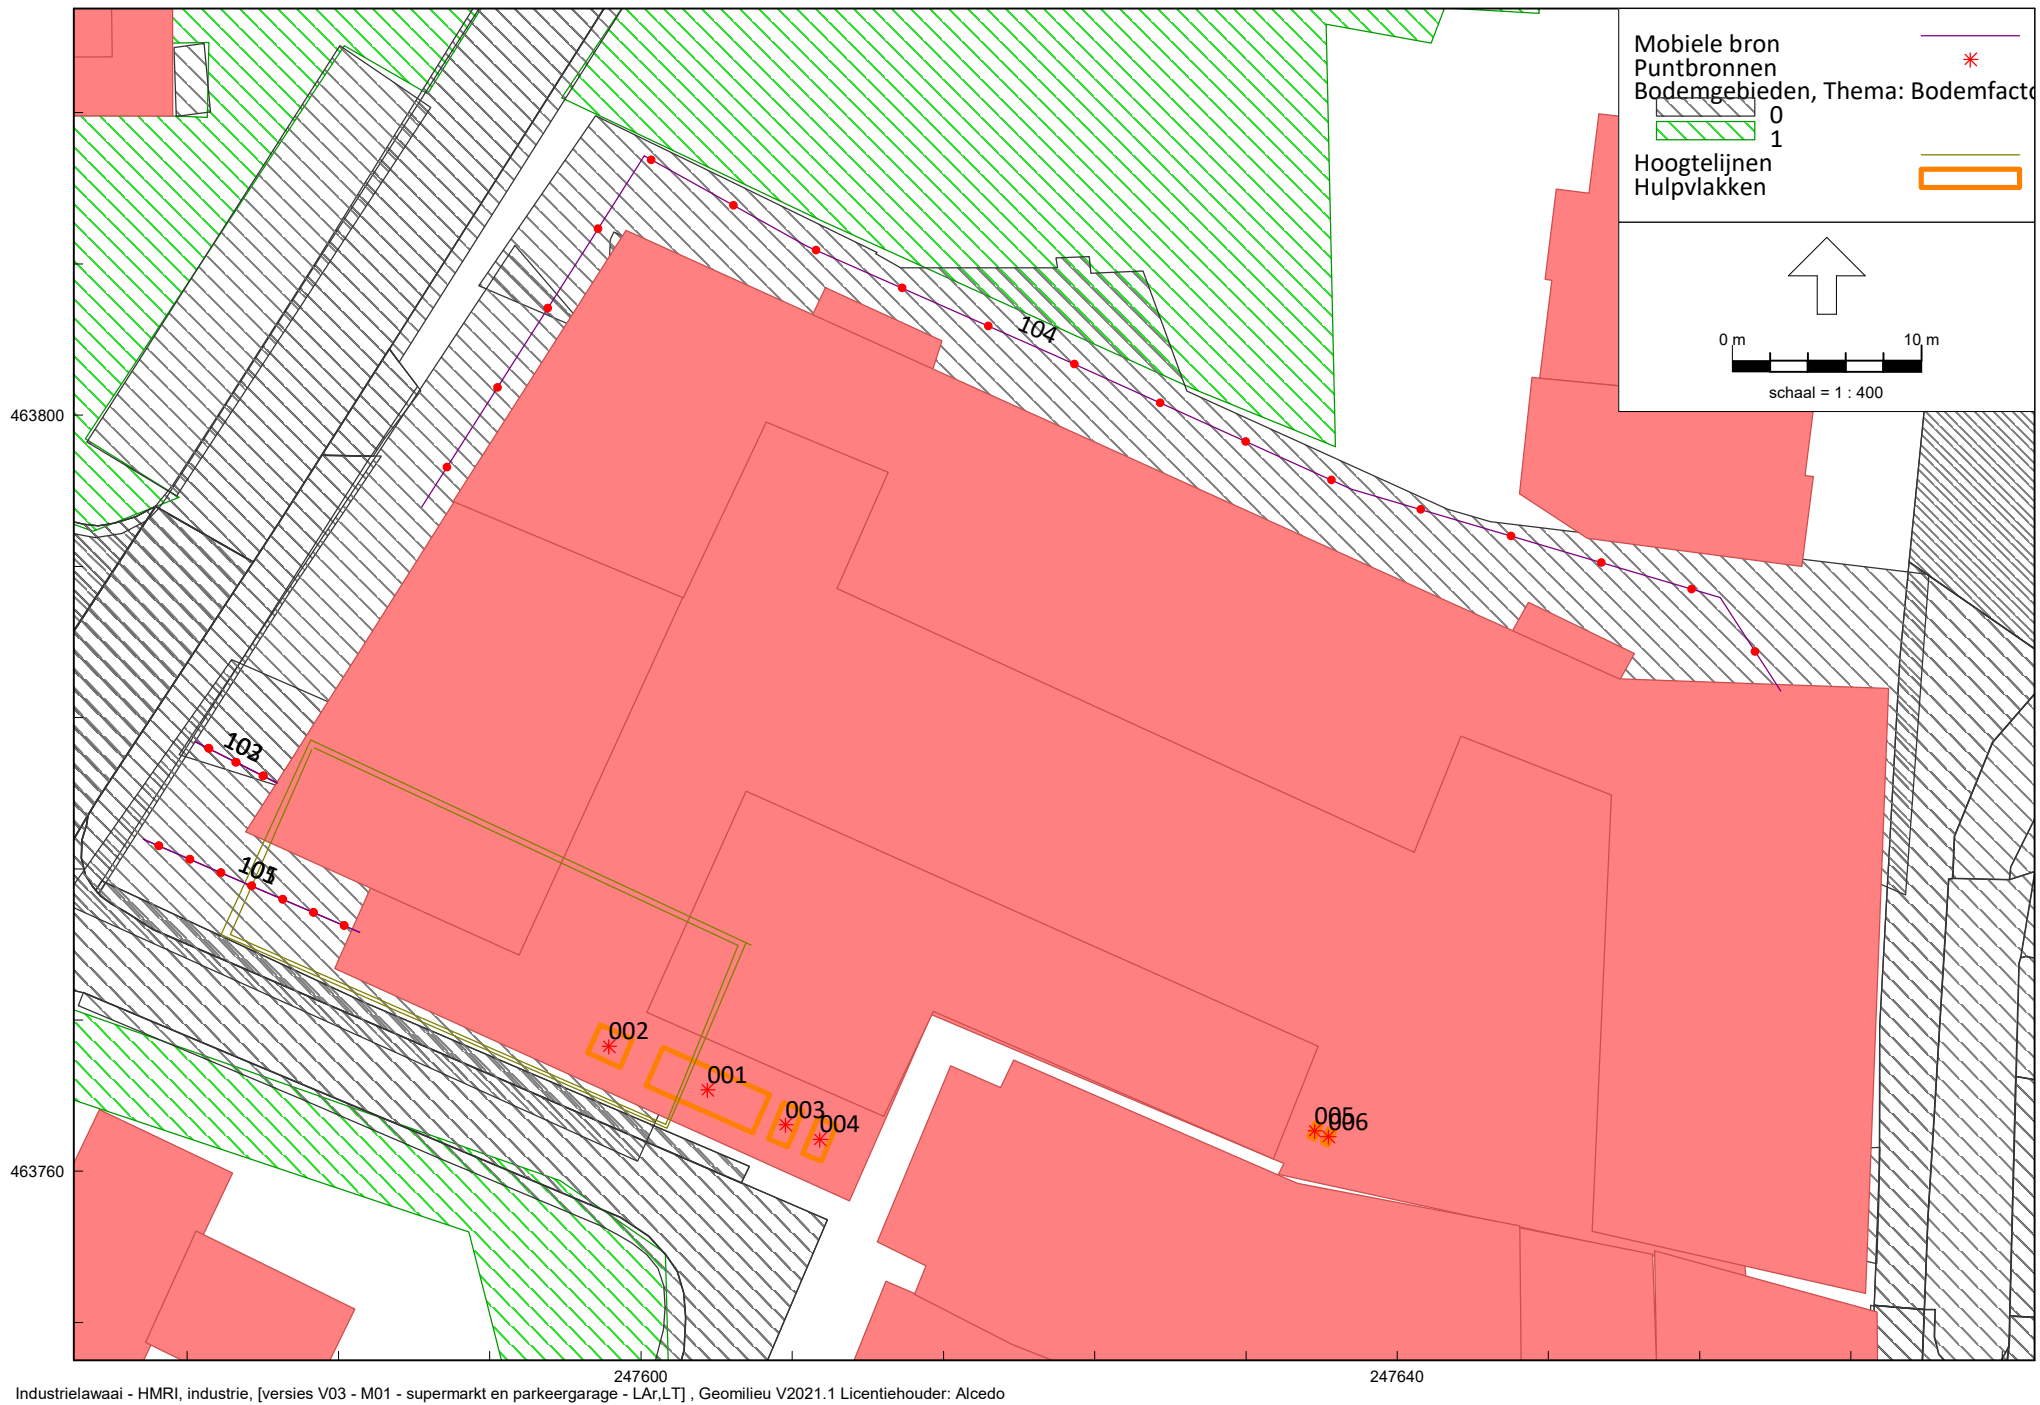 Mobiele bron
Puntbronnen
Bodemgebieden, Thema: Bodemfacto
0
1
Hoogtelijnen
Hulpvlakken
0 m
10 m
schaal = 1 : 400
104
463800
002
001
003
004
005
006
463760
247600
247640
Industrielawaai - HMRI, industrie, [versies V03 - M01 - supermarkt en parkeergarage - LAr,LT] , Geomilieu V2021.1 Licentiehouder: Alcedo